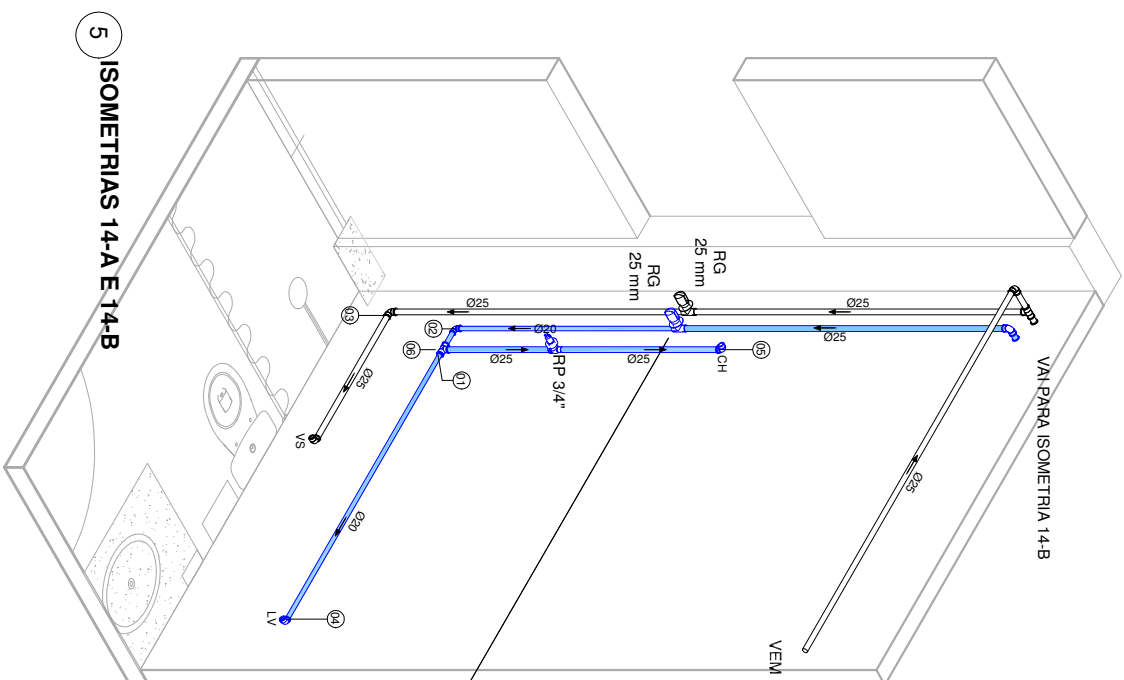 5
ISOMETRIAS 14-A E 14-B
VAI PARA ISOMETRIA 14-B
VEM
RG
25 mm
RG
25 mm
Ø25
Ø25
03
02
Ø20
Ø25
06
Ø25
Ø25
05
CH
RP 3/4"
01
Ø25
VS
Ø25
Ø20
04
LV